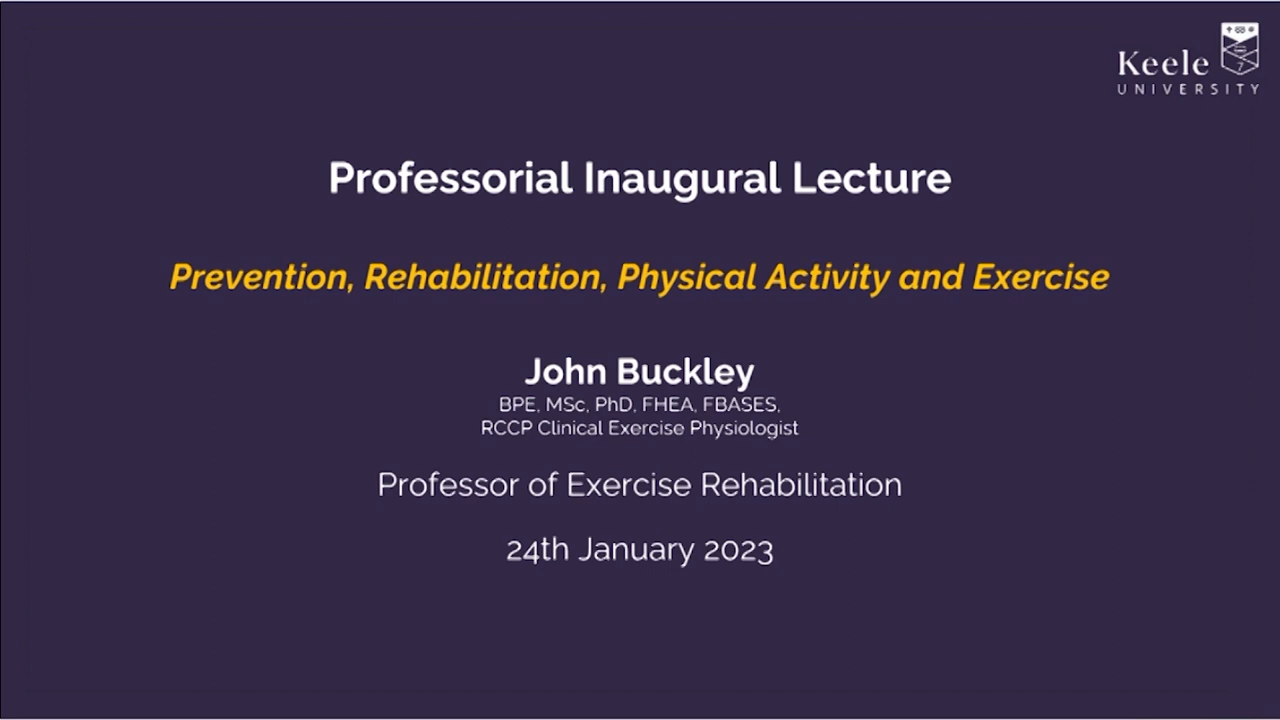 Keele
UNIVERSITY
Professorial Inaugural Lecture
Prevention, Rehabilitation, Physical Activity and Exercise
John Buckley
BPE, MSc, PhD, FHEA, FBASES,
RCCP Clinical Exercise Physiologist
Professor of Exercise Rehabilitation
24th January 2023